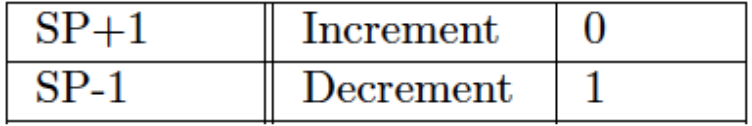 SP+1 Increment 0
SP-1 Decrement 1